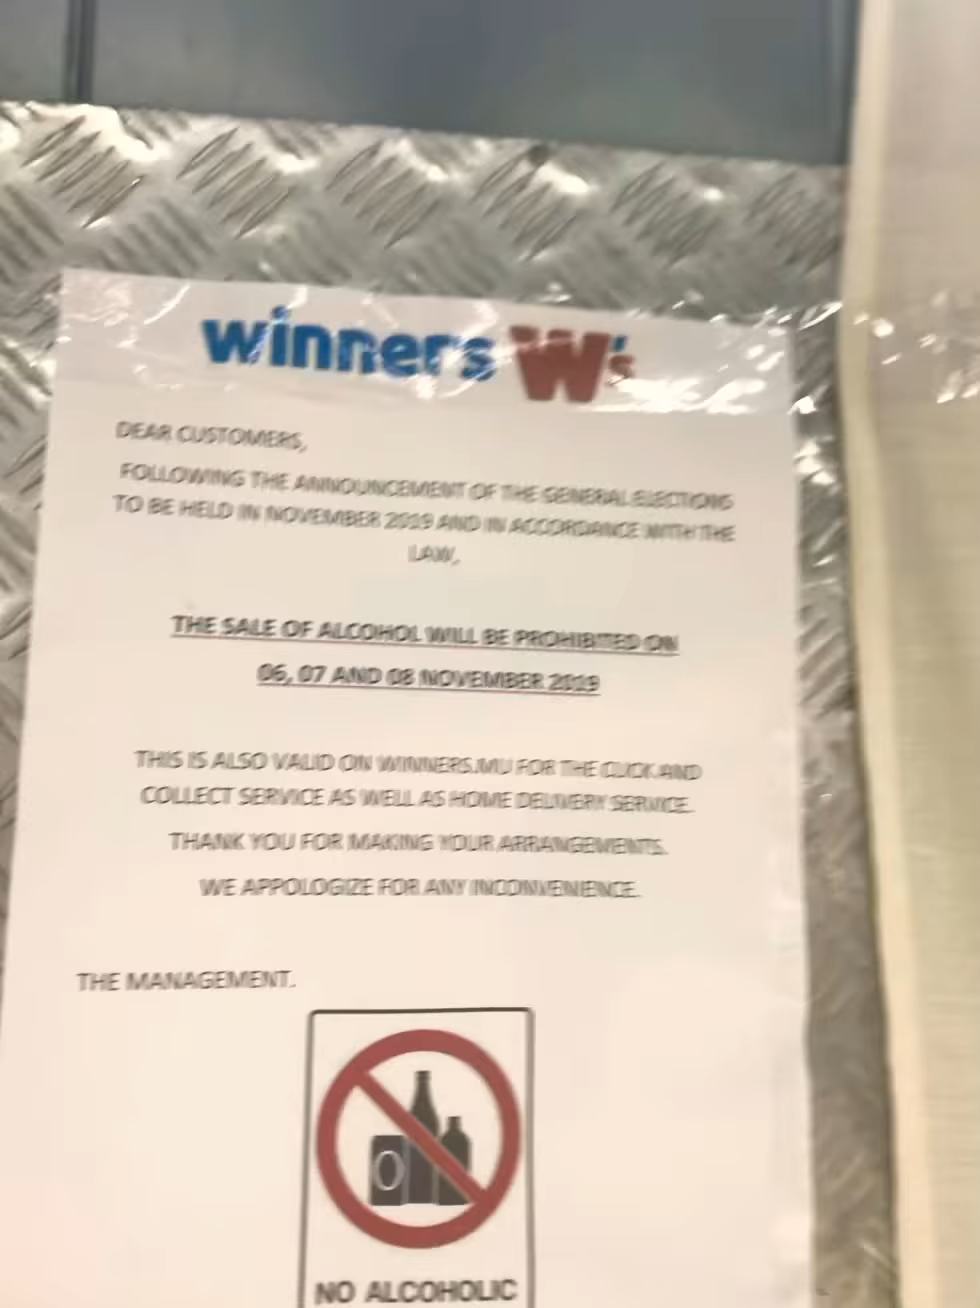 winners W's
DEAR CUSTOMERS,
FOLLOWING THE ANNOUNCEMENT OF THE GENERAL ELECTIONS
TO BE HELD IN NOVEMBER 2019 AND IN ACCORDANCE WITH THE
LAW,
THE SALE OF ALCOHOL WILL BE PROHIBITED ON
06, 07 AND 08 NOVEMBER 2019
THIS IS ALSO VALID ON WINNERS.MU FOR THE CLICK AND
COLLECT SERVICE AS WELL AS HOME DELIVERY SERVICE.
THANK YOU FOR MAKING YOUR ARRANGEMENTS.
WE APPOLOGIZE FOR ANY INCONVENIENCE.
THE MANAGEMENT.
NO ALCOHOLIC